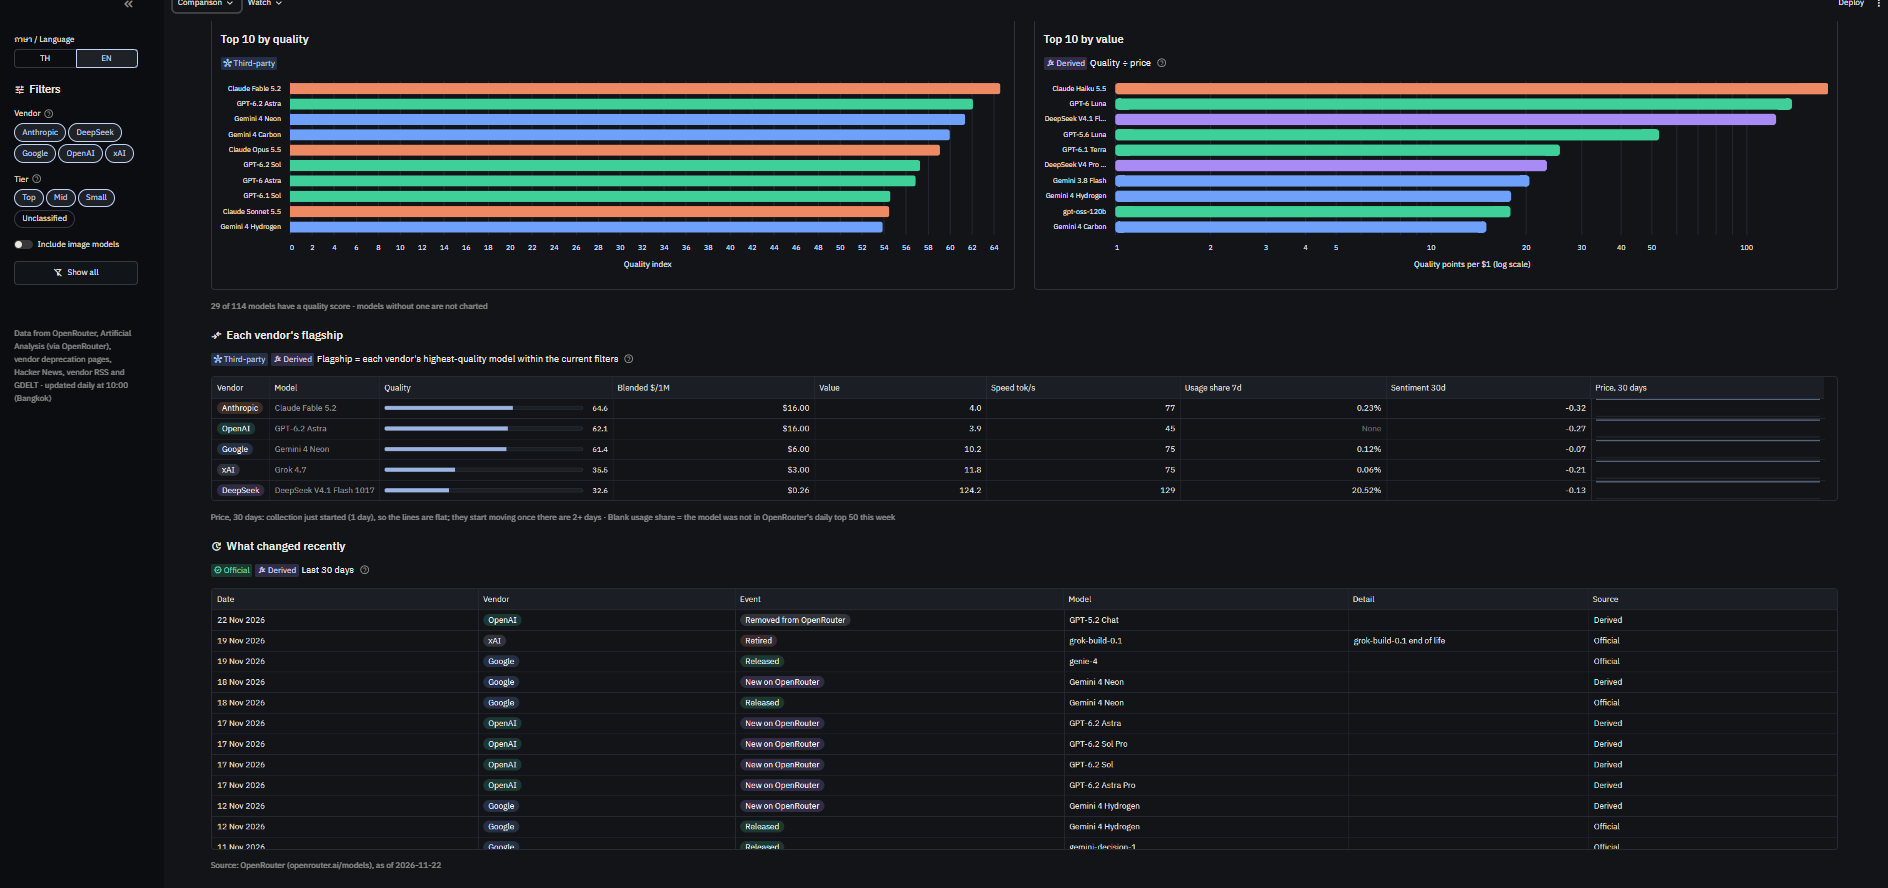 Comparison
Watch
Deploy
ภาษา / Language
TH
EN
Filters
Vendor
Anthropic
DeepSeek
Google
OpenAI
xAI
Tier
Top
Mid
Small
Unclassified
Include image models
Show all
Data from OpenRouter, Artificial
Analysis (via OpenRouter),
vendor deprecation pages,
Hacker News, vendor RSS and
GDELT - updated daily at 10:00
(Bangkok)
Top 10 by quality
Third-party
Claude Fable 5.2
GPT-6.2 Astra
Gemini 4 Neon
Gemini 4 Carbon
Claude Opus 5.5
GPT-6.2 Sol
GPT-6 Astra
GPT-6.1 Sol
Claude Sonnet 5.5
Gemini 4 Hydrogen
0 2 4 6 8 10 12 14 16 18 20 22 24 26 28 30 32 34 36 38 40 42 44 46 48 50 52 54 56 58 60 62 64
Quality index
Top 10 by value
Derived Quality ÷ price
Claude Haiku 5.5
GPT-6 Luna
DeepSeek V4.1 Fl...
GPT-5.6 Luna
GPT-6.1 Terra
DeepSeek V4 Pro ...
Gemini 3.8 Flash
Gemini 4 Hydrogen
gpt-oss-120b
Gemini 4 Carbon
1 2 3 4 5 10 20 30 40 50 100
Quality points per $1 (log scale)
29 of 114 models have a quality score - models without one are not charted
Each vendor's flagship
Third-party Derived Flagship = each vendor's highest-quality model within the current filters
Vendor Model Quality Blended $/1M Value Speed tok/s Usage share 7d Sentiment 30d Price, 30 days
Anthropic Claude Fable 5.2 64.6 $16.00 4.0 77 0.23% -0.32
OpenAI GPT-6.2 Astra 62.1 $16.00 3.9 45 None -0.27
Google Gemini 4 Neon 61.4 $6.00 10.2 75 0.12% -0.07
xAI Grok 4.7 35.5 $3.00 11.8 75 0.06% -0.21
DeepSeek DeepSeek V4.1 Flash 1017 32.6 $0.26 124.2 129 20.52% -0.13
Price, 30 days: collection just started (1 day), so the lines are flat; they start moving once there are 2+ days - Blank usage share = the model was not in OpenRouter's daily top 50 this week
What changed recently
Official Derived Last 30 days
Date Vendor Event Model Detail Source
22 Nov 2026 OpenAI Removed from OpenRouter GPT-5.2 Chat Derived
19 Nov 2026 xAI Retired grok-build-0.1 grok-build-0.1 end of life Official
19 Nov 2026 Google Released genie-4 Official
18 Nov 2026 Google New on OpenRouter Gemini 4 Neon Derived
18 Nov 2026 Google Released Gemini 4 Neon Official
17 Nov 2026 OpenAI New on OpenRouter GPT-6.2 Astra Derived
17 Nov 2026 OpenAI New on OpenRouter GPT-6.2 Sol Pro Derived
17 Nov 2026 OpenAI New on OpenRouter GPT-6.2 Sol Derived
17 Nov 2026 OpenAI New on OpenRouter GPT-6.2 Astra Pro Derived
12 Nov 2026 Google New on OpenRouter Gemini 4 Hydrogen Derived
12 Nov 2026 Google Released Gemini 4 Hydrogen Official
11 Nov 2026 Google Released gemini-decision-1 Official
Source: OpenRouter (openrouter.ai/models), as of 2026-11-22